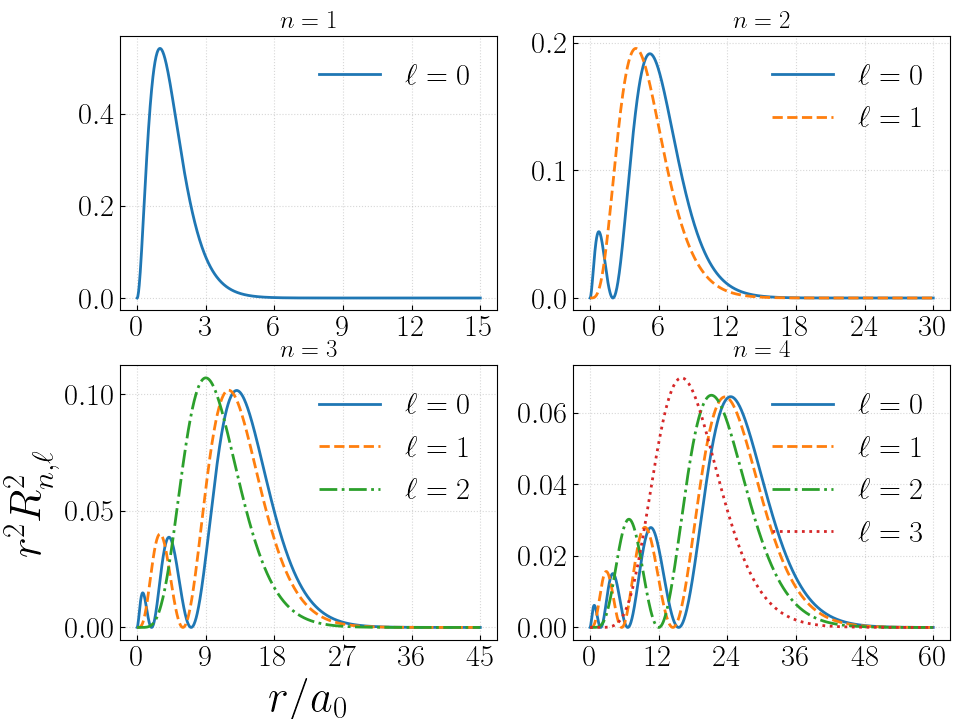 n = 1
0.4
0.2
0.0
0 3 6 9 12 15
ℓ = 0
n = 2
0.2
0.1
0.0
0 6 12 18 24 30
ℓ = 0
ℓ = 1
n = 3
0.10
0.05
0.00
0 9 18 27 36 45
ℓ = 0
ℓ = 1
ℓ = 2
n = 4
0.06
0.04
0.02
0.00
0 12 24 36 48 60
ℓ = 0
ℓ = 1
ℓ = 2
ℓ = 3
r²R²ₙ,ℓ
r/a₀